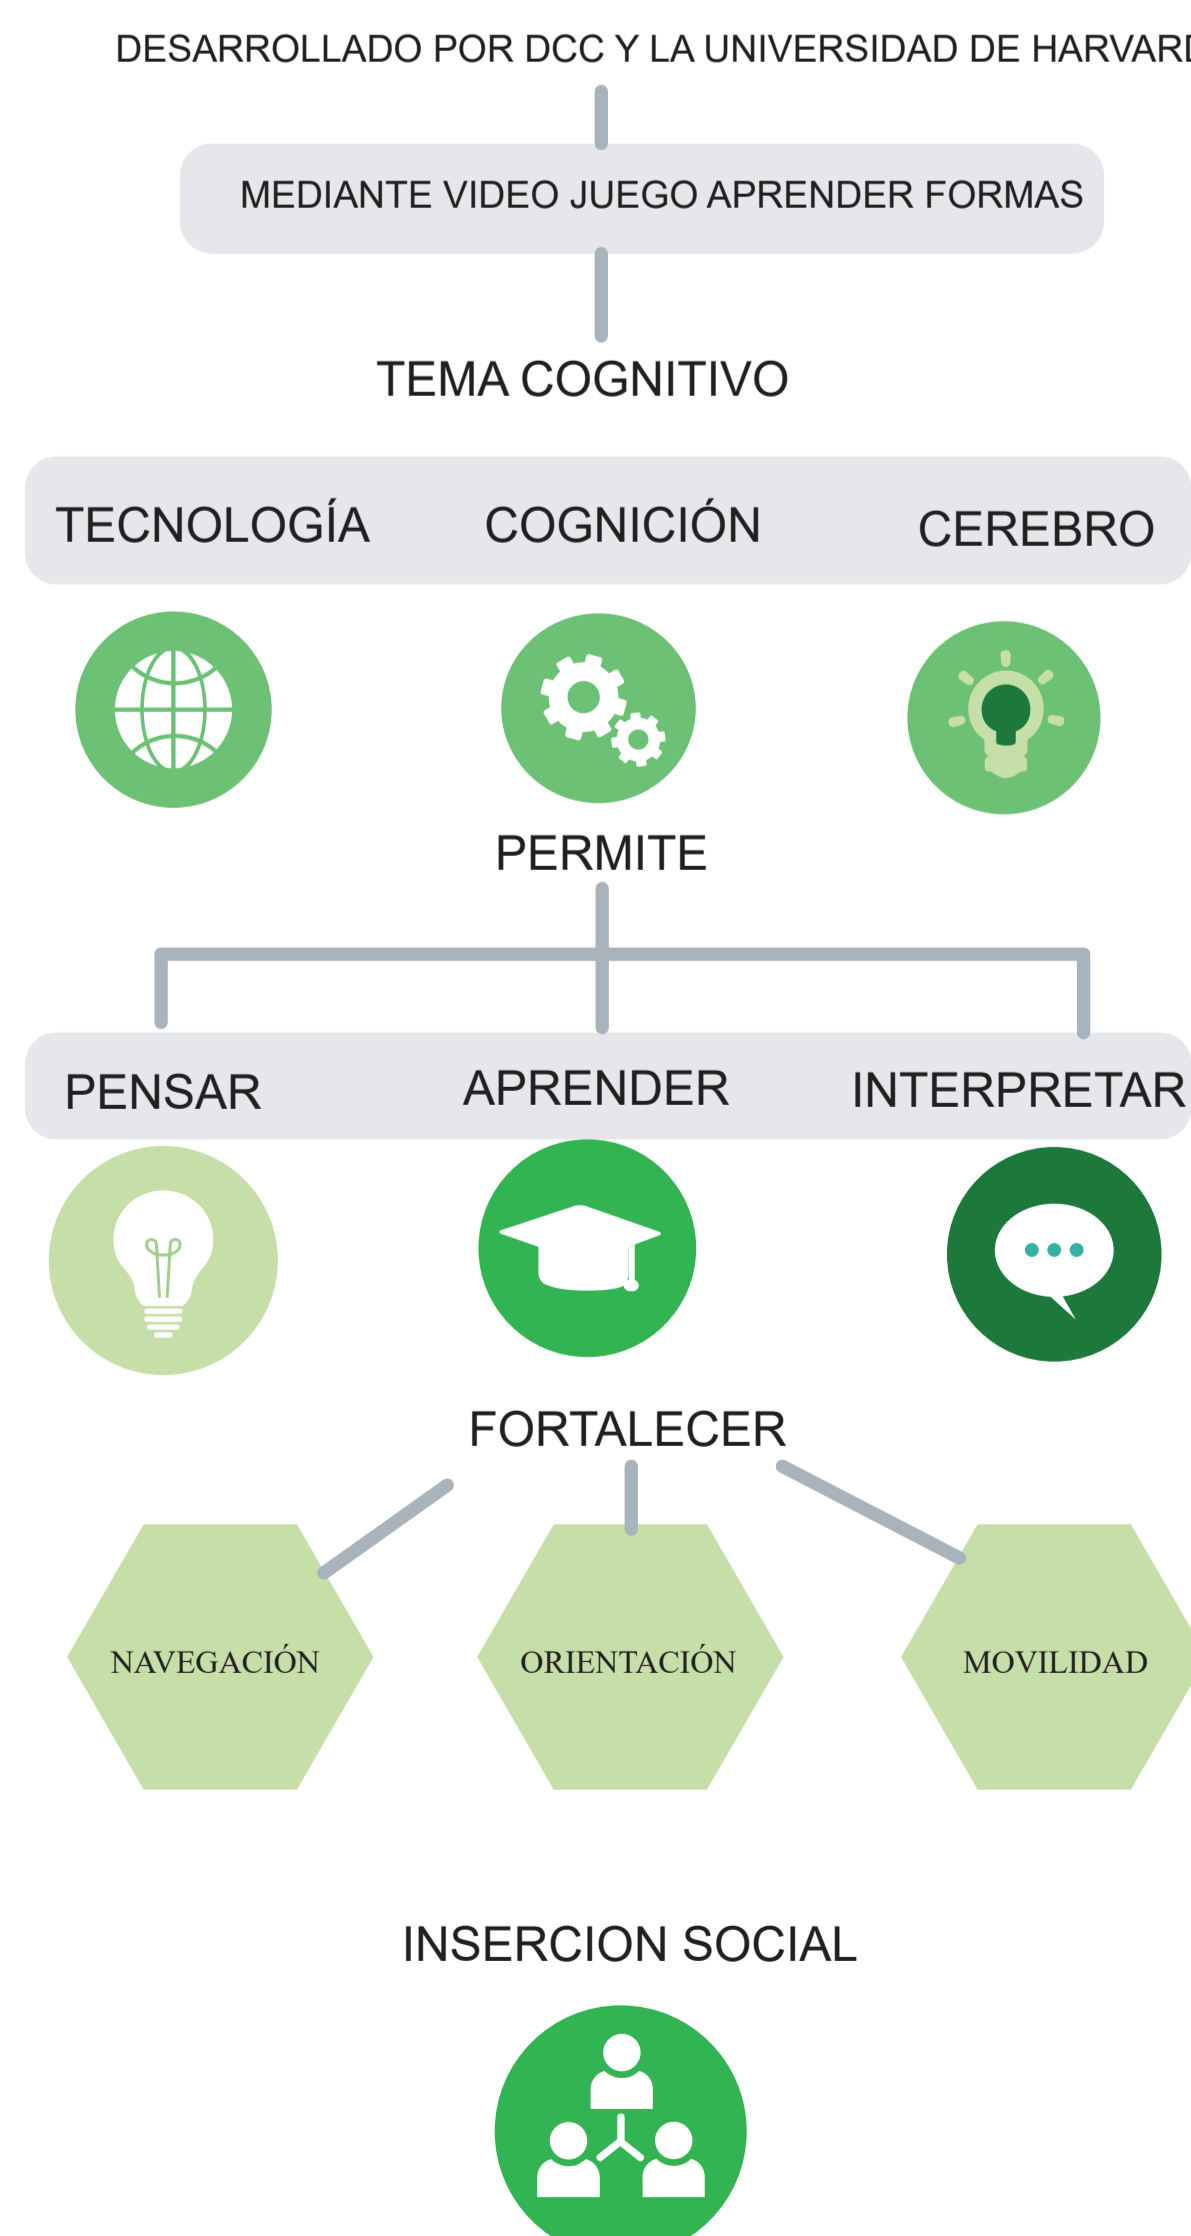 DESARROLLADO POR DCC Y LA UNIVERSIDAD DE HARVARD
MEDIANTE VIDEO JUEGO APRENDER FORMAS
TEMA COGNITIVO
TECNOLOGÍA COGNICIÓN CEREBRO
PERMITE
PENSAR APRENDER INTERPRETAR
FORTALECER
NAVEGACIÓN ORIENTACIÓN MOVILIDAD
INSERCION SOCIAL